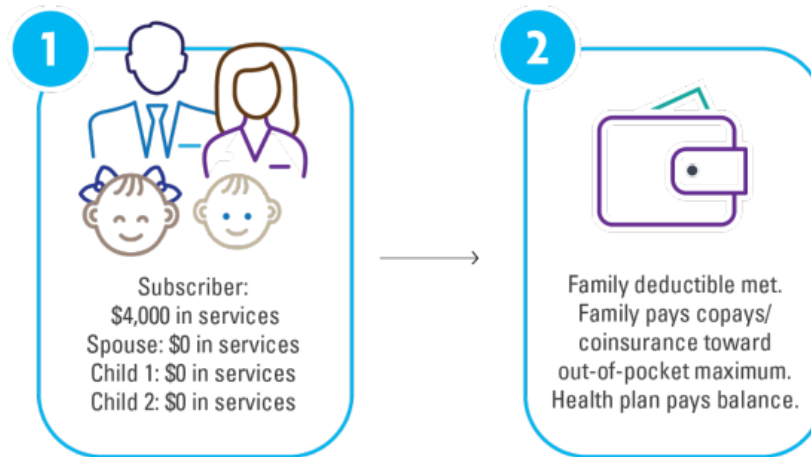 1
Subscriber:
$4,000 in services
Spouse: $0 in services
Child 1: $0 in services
Child 2: $0 in services
2
Family deductible met.
Family pays copays/
coinsurance toward
out-of-pocket maximum.
Health plan pays balance.